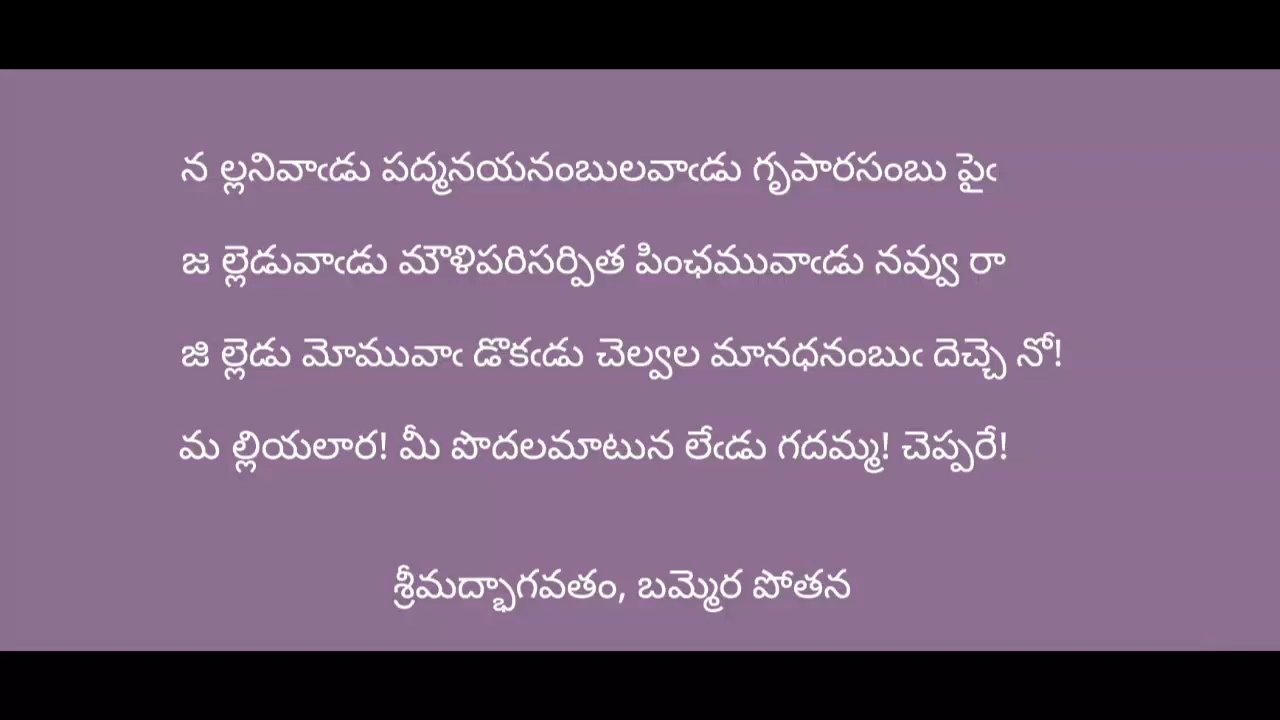 న ల్లనివాఁడు పద్మనయనంబులవాఁడు గృపారసంబు పైఁ
జ ల్లెడువాఁడు మౌళిపరిసర్పిత పింఛమువాఁడు నవ్వు రా
జి ల్లెడు మోమువాఁ డొకఁడు చెల్వల మానధనంబుఁ దెచ్చె నో!
మ ల్లియలార! మీ పొదలమాటున లేఁడు గదమ్మ! చెప్పరే!
శ్రీమద్భాగవతం, బమ్మెర పోతన